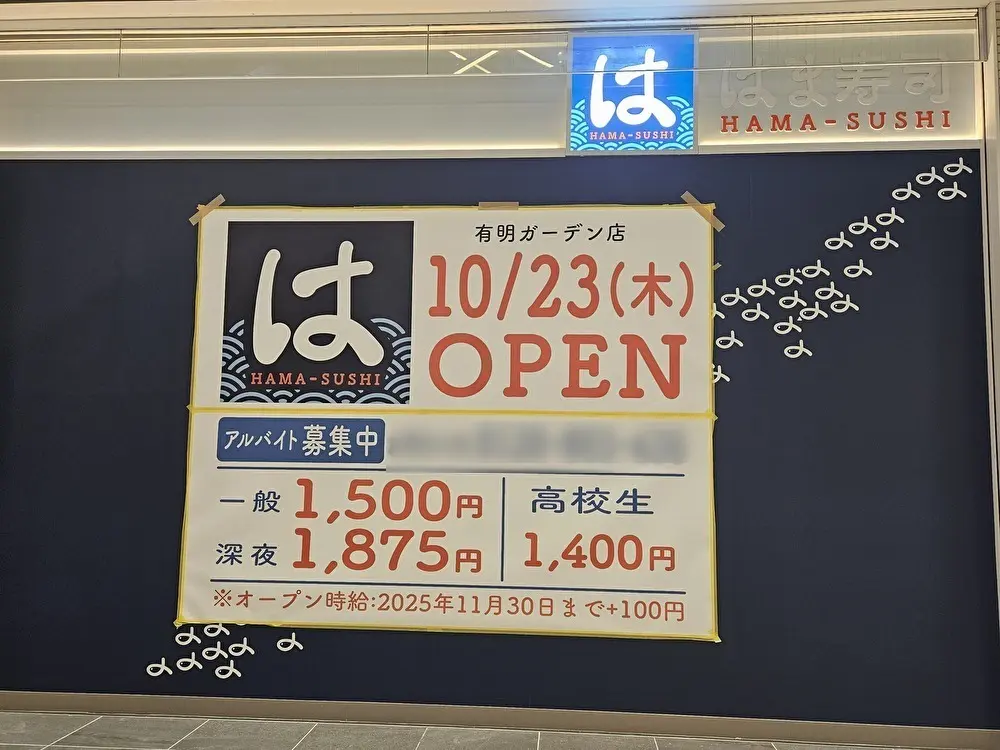 は
HAMA-SUSHI
はま寿司
HAMA-SUSHI
は
HAMA-SUSHI
有明ガーデン店
10/23(木)
OPEN
アルバイト募集中
一般 1,500円
深夜 1,875円
高校生
1,400円
※オープン時給:2025年11月30日まで+100円